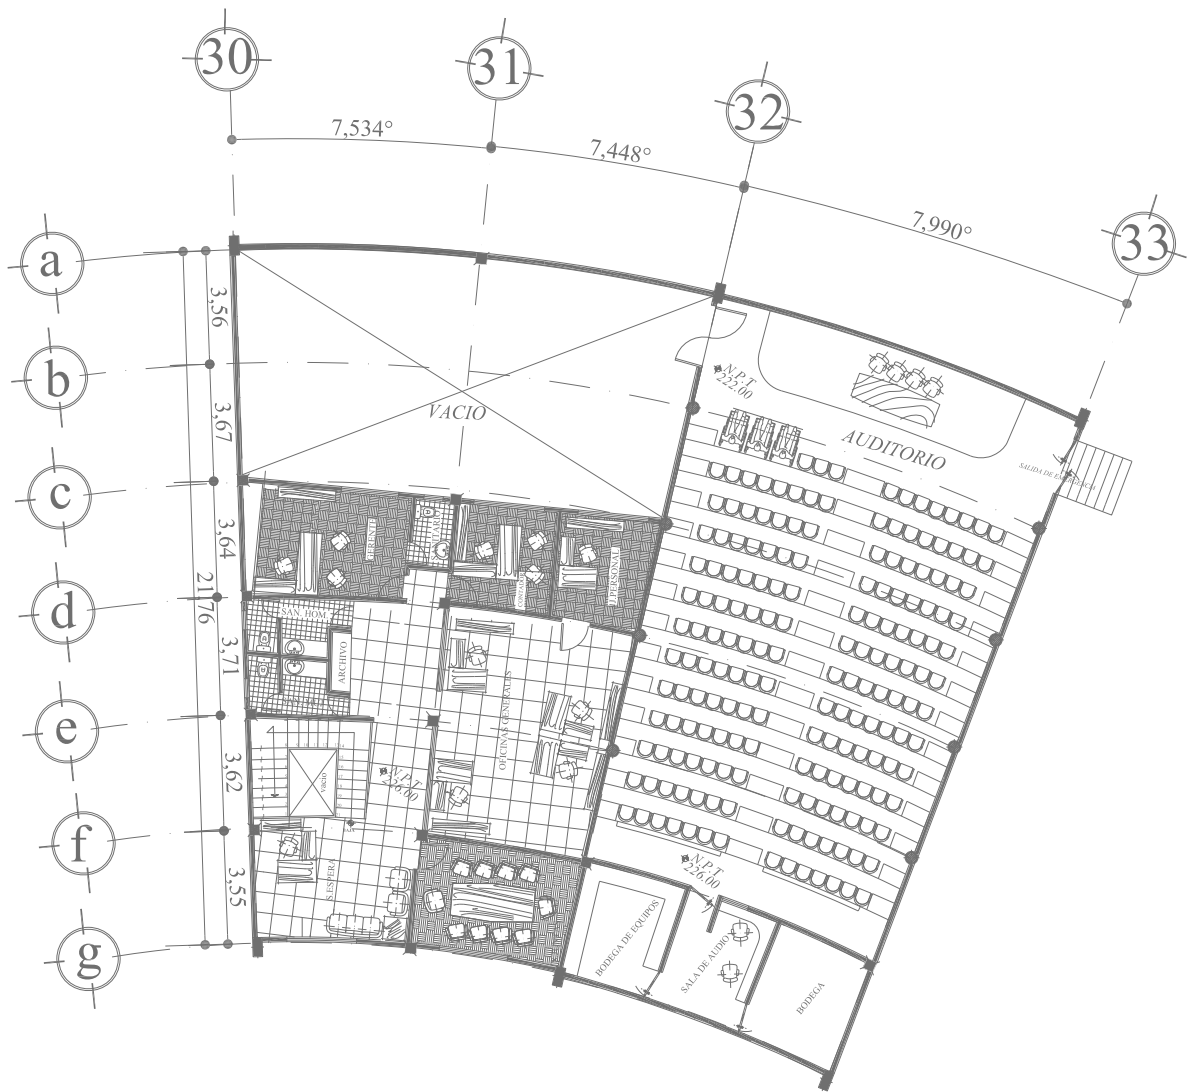 30
31
32
33
7,534°
7,448°
7,990°
a
b
c
d
e
f
g
3,56
3,67
3,64
3,71
3,62
3,55
21,76
VACIO
N.P.T
222.00
AUDITORIO
GERENTE
J.PERSONAL
SAN. HOM.
ARCHIVO
OFICINAS GENERALES
vacio
N.P.T
226.00
S.ESPERA
N.P.T
226.00
BODEGA DE EQUIPOS
SALA DE AUDIO
BODEGA